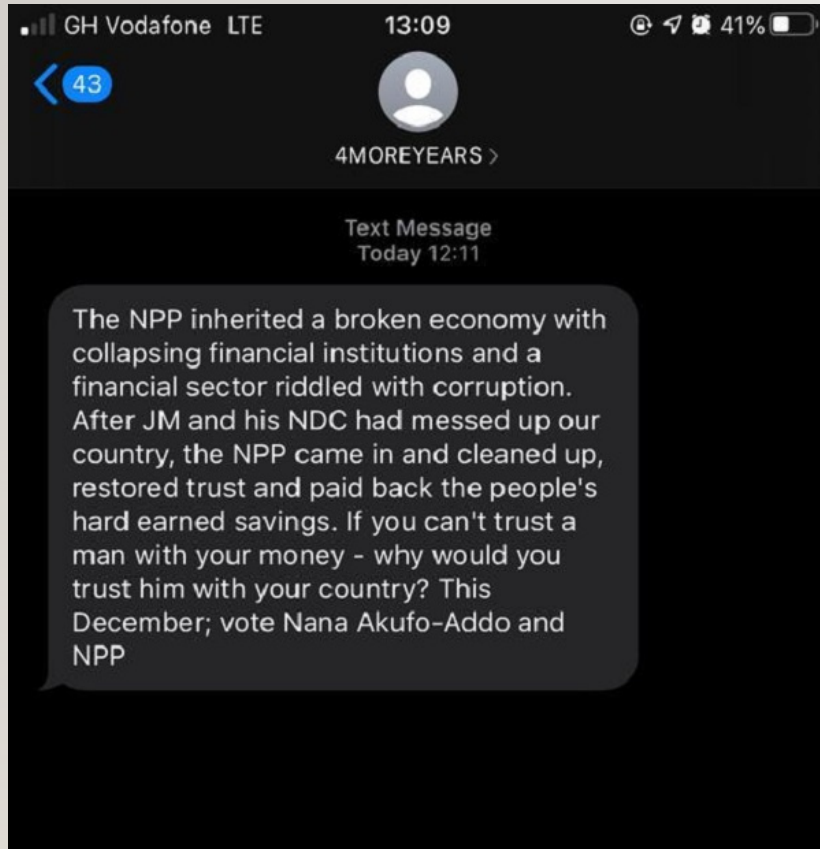 GH Vodafone LTE 13:09 41%
43
4MOREYEARS >
Text Message
Today 12:11
The NPP inherited a broken economy with
collapsing financial institutions and a
financial sector riddled with corruption.
After JM and his NDC had messed up our
country, the NPP came in and cleaned up,
restored trust and paid back the people's
hard earned savings. If you can't trust a
man with your money - why would you
trust him with your country? This
December; vote Nana Akufo-Addo and
NPP